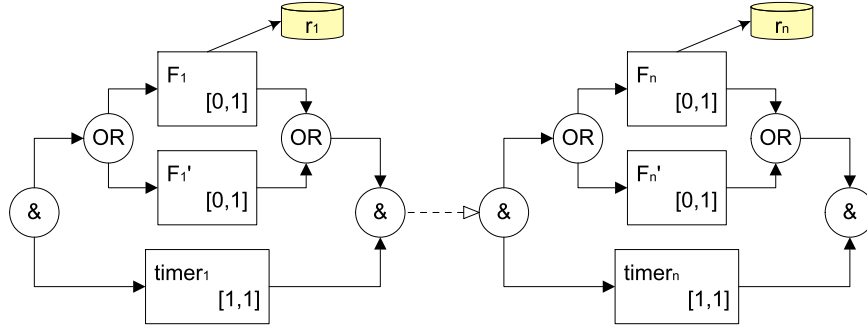 r₁
rₙ
F₁
[0,1]
Fₙ
[0,1]
OR
OR
OR
OR
F₁'
[0,1]
Fₙ'
[0,1]
&
&
&
&
timer₁
[1,1]
timerₙ
[1,1]